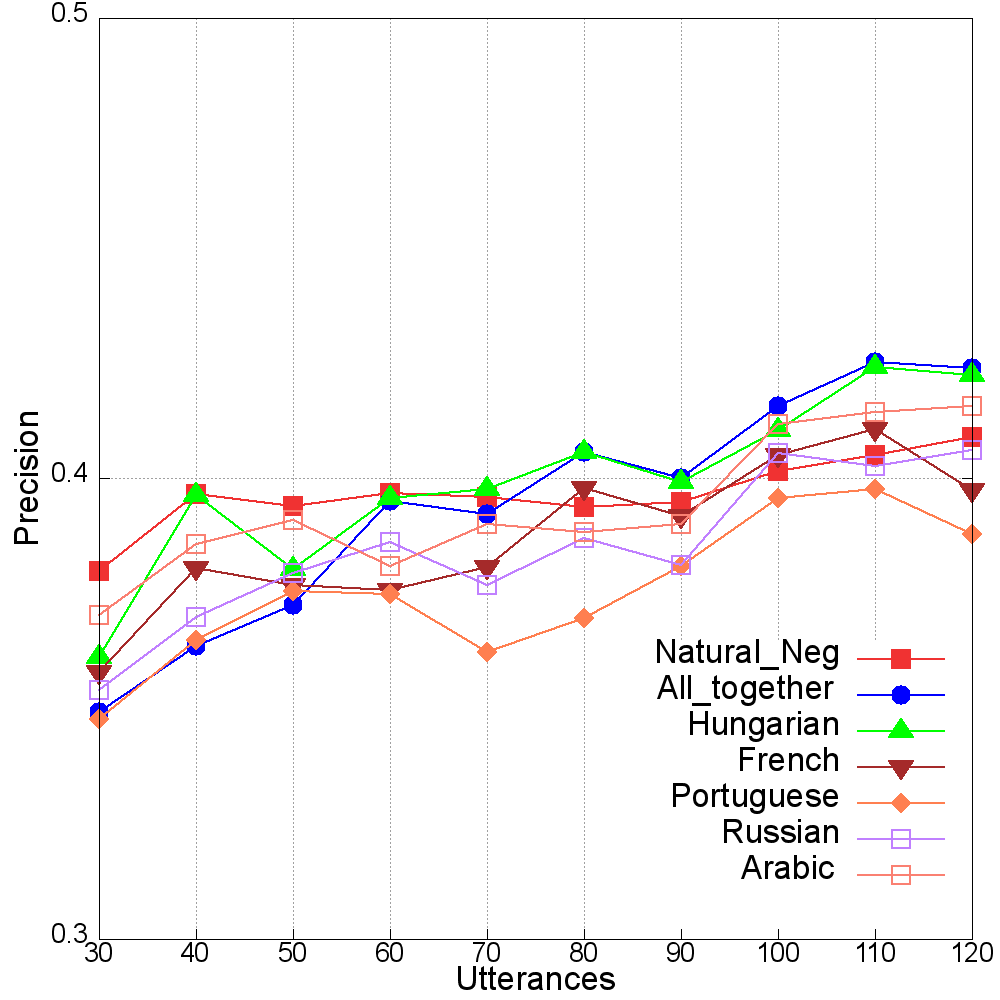 0.5
0.4
0.3
Precision
Natural_Neg
All_together
Hungarian
French
Portuguese
Russian
Arabic
30 40 50 60 70 80 90 100 110 120
Utterances